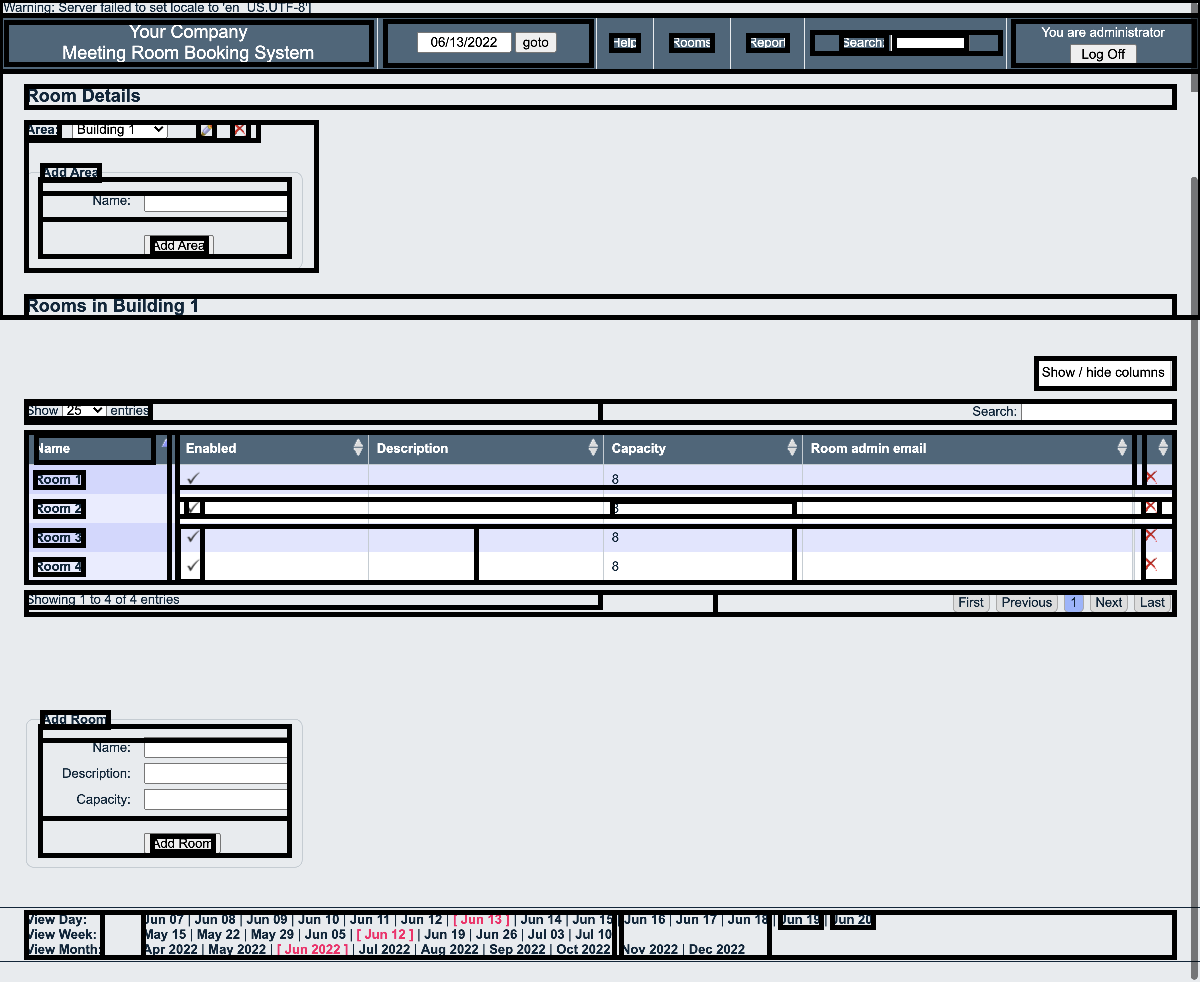 Warning: Server failed to set locale to 'en_US.UTF-8']
Your Company
Meeting Room Booking System
06/13/2022 goto
Help
Rooms
Report
Search:
You are administrator
Log Off
Room Details
Area: Building 1
Add Area
Name:
Add Area
Rooms in Building 1
Show / hide columns
Show 25 entries
Search:
Name Enabled Description Capacity Room admin email
Room 1 ✓ 8
Room 2 ✓ 8
Room 3 ✓ 8
Room 4 ✓ 8
Showing 1 to 4 of 4 entries
First Previous 1 Next Last
Add Room
Name:
Description:
Capacity:
Add Room
View Day: Jun 07 | Jun 08 | Jun 09 | Jun 10 | Jun 11 | Jun 12 | [ Jun 13 ] | Jun 14 | Jun 15 | Jun 16 | Jun 17 | Jun 18 | Jun 19 | Jun 20
View Week: May 15 | May 22 | May 29 | Jun 05 | [ Jun 12 ] | Jun 19 | Jun 26 | Jul 03 | Jul 10
View Month: Apr 2022 | May 2022 | [ Jun 2022 ] | Jul 2022 | Aug 2022 | Sep 2022 | Oct 2022 | Nov 2022 | Dec 2022